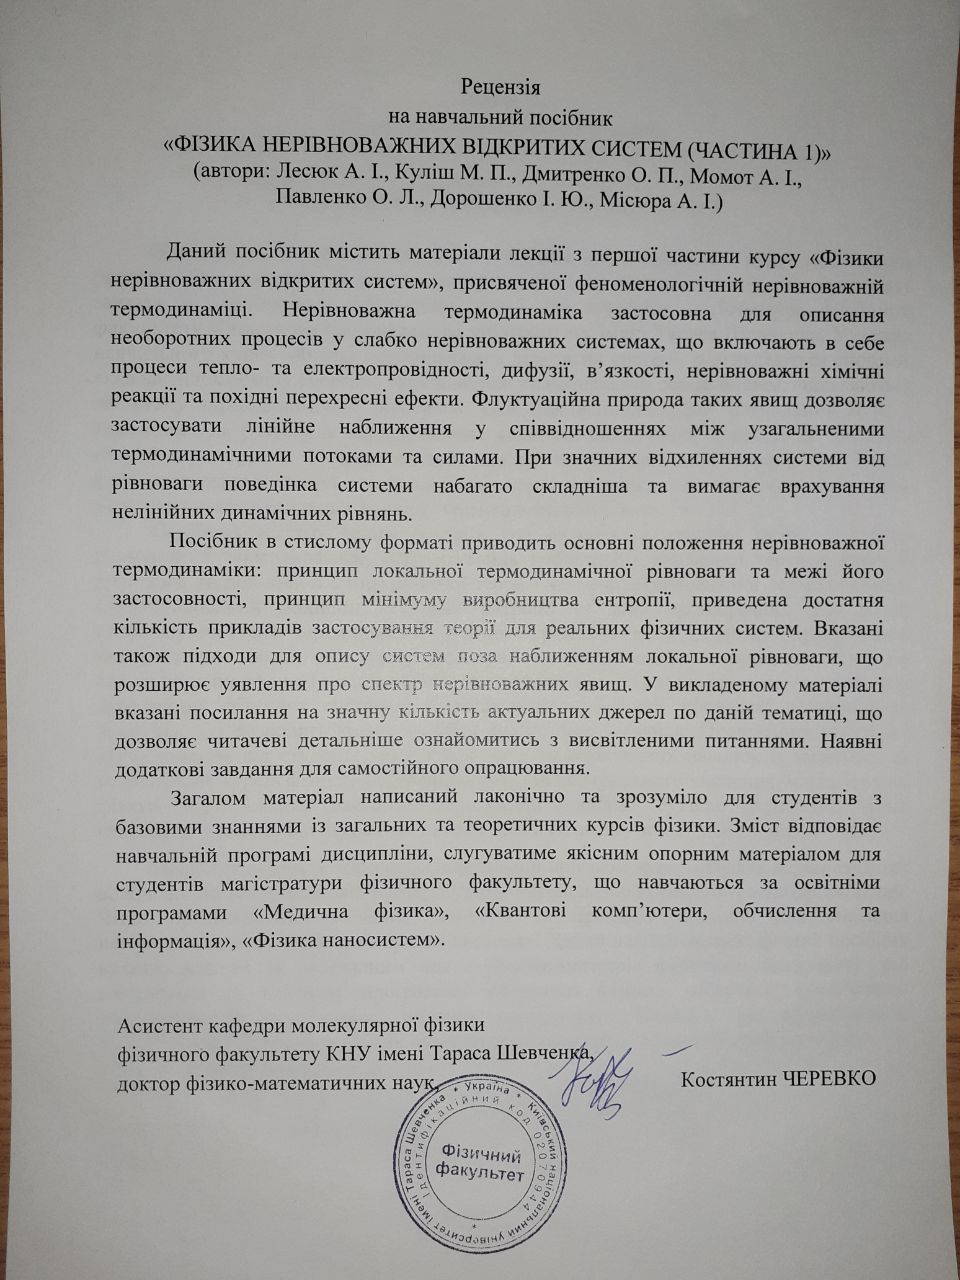 Рецензія
на навчальний посібник
«ФІЗИКА НЕРІВНОВАЖНИХ ВІДКРИТИХ СИСТЕМ (ЧАСТИНА 1)»
(автори: Лесюк А. І., Куліш М. П., Дмитренко О. П., Момот А. І.,
Павленко О. Л., Дорошенко І. Ю., Місюра А. І.)
Даний посібник містить матеріали лекції з першої частини курсу «Фізики
нерівноважних відкритих систем», присвяченої феноменологічній нерівноважній
термодинаміці. Нерівноважна термодинаміка застосовна для описання
необоротних процесів у слабко нерівноважних системах, що включають в себе
процеси тепло- та електропровідності, дифузії, в’язкості, нерівноважні хімічні
реакції та похідні перехресні ефекти. Флуктуаційна природа таких явищ дозволяє
застосувати лінійне наближення у співвідношеннях між узагальненими
термодинамічними потоками та силами. При значних відхиленнях системи від
рівноваги поведінка системи набагато складніша та вимагає врахування
нелінійних динамічних рівнянь.
Посібник в стислому форматі приводить основні положення нерівноважної
термодинаміки: принцип локальної термодинамічної рівноваги та межі його
застосовності, принцип мінімуму виробництва ентропії, приведена достатня
кількість прикладів застосування теорії для реальних фізичних систем. Вказані
також підходи для опису систем поза наближенням локальної рівноваги, що
розширює уявлення про спектр нерівноважних явищ. У викладеному матеріалі
вказані посилання на значну кількість актуальних джерел по даній тематиці, що
дозволяє читачеві детальніше ознайомитись з висвітленими питаннями. Наявні
додаткові завдання для самостійного опрацювання.
Загалом матеріал написаний лаконічно та зрозуміло для студентів з
базовими знаннями із загальних та теоретичних курсів фізики. Зміст відповідає
навчальній програмі дисципліни, слугуватиме якісним опорним матеріалом для
студентів магістратури фізичного факультету, що навчаються за освітніми
програмами «Медична фізика», «Квантові комп’ютери, обчислення та
інформація», «Фізика наносистем».
Асистент кафедри молекулярної фізики
фізичного факультету КНУ імені Тараса Шевченка,
доктор фізико-математичних наук,
Костянтин ЧЕРЕВКО
* Україна * Київський національний університет імені Тараса Шевченка
Ідентифікаційний код 02070944
Фізичний
факультет